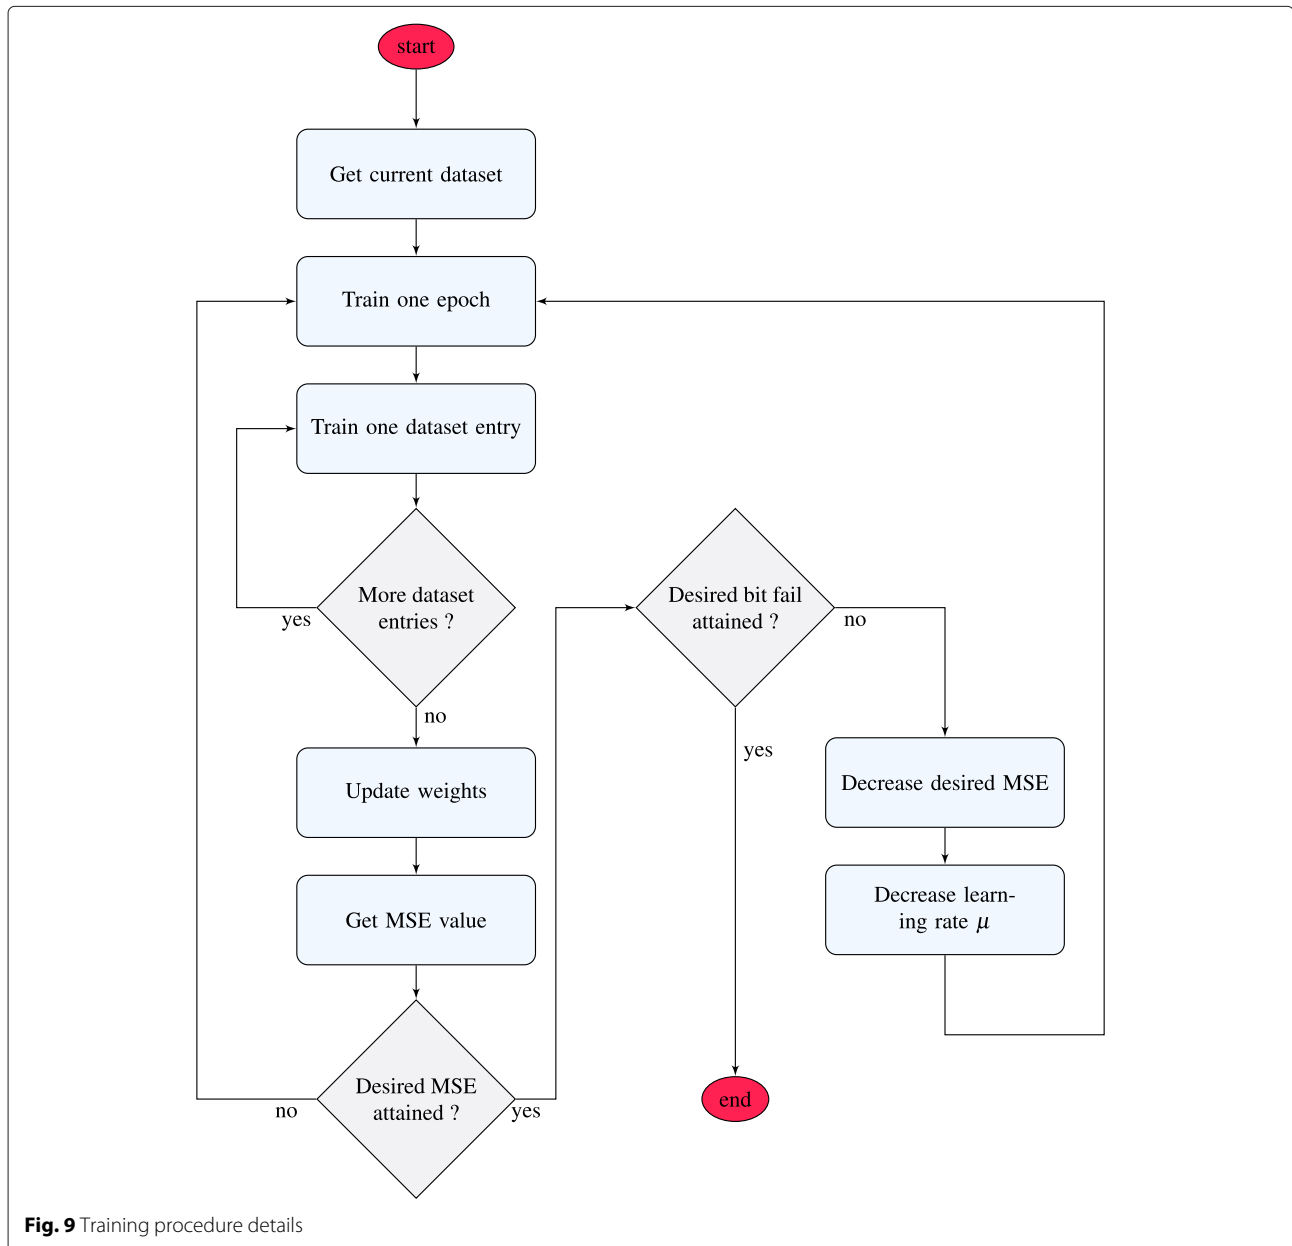 start
Get current dataset
Train one epoch
Train one dataset entry
More dataset
entries ?
yes
no
Update weights
Get MSE value
Desired MSE
attained ?
no
yes
Desired bit fail
attained ?
no
yes
Decrease desired MSE
Decrease learn-
ing rate μ
end
Fig. 9 Training procedure details